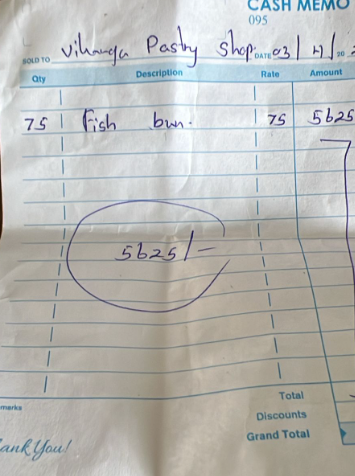 CASH MEMO
095
SOLD TO Vihanga Pastry Shop. DATE 03/11/20
Qty Description Rate Amount
75 Fish bun. 75 5625
5625/-
Total
marks
Discounts
Grand Total
ank You!